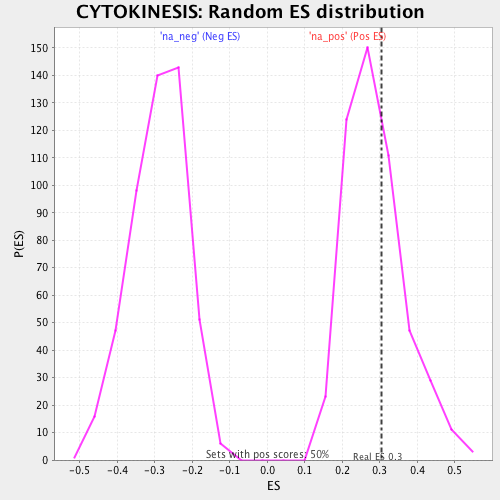 CYTOKINESIS: Random ES distribution
'na_neg' (Neg ES)
'na_pos' (Pos ES)
P(ES)
150
140
130
120
110
100
90
80
70
60
50
40
30
20
10
0
Sets with pos scores: 50%
Real ES 0.3
-0.5 -0.4 -0.3 -0.2 -0.1 0.0 0.1 0.2 0.3 0.4 0.5
ES